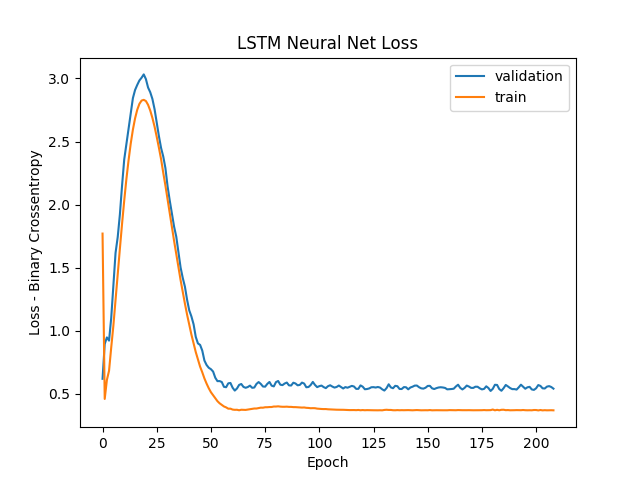 LSTM Neural Net Loss
validation
train
3.0
2.5
2.0
1.5
1.0
0.5
Loss - Binary Crossentropy
0 25 50 75 100 125 150 175 200
Epoch